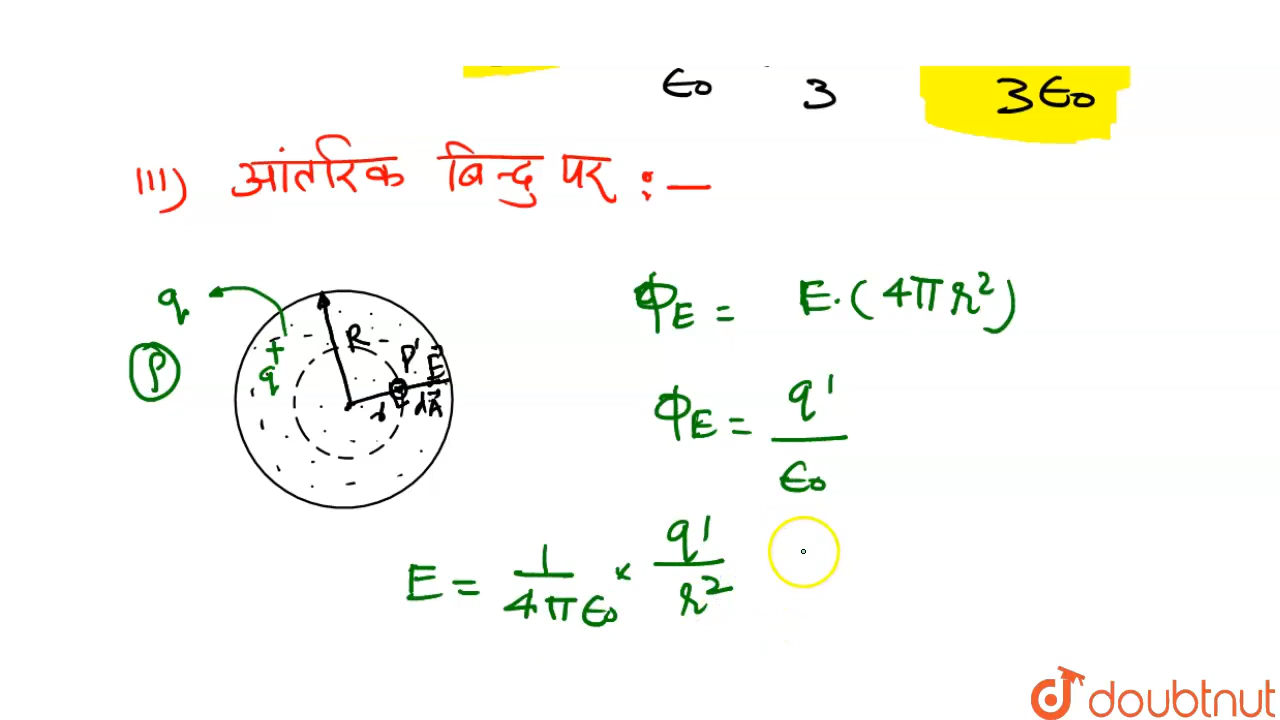 ϵ₀ 3 3ϵ₀
III) आंतरिक बिन्दु पर :—
q
ρ
+
q
R
P'
E⃗
r
dA⃗
ϕ_E = E·(4πr²)
ϕ_E = q'/ϵ₀
E = 1/4πϵ₀ × q'/r²
doubtnut